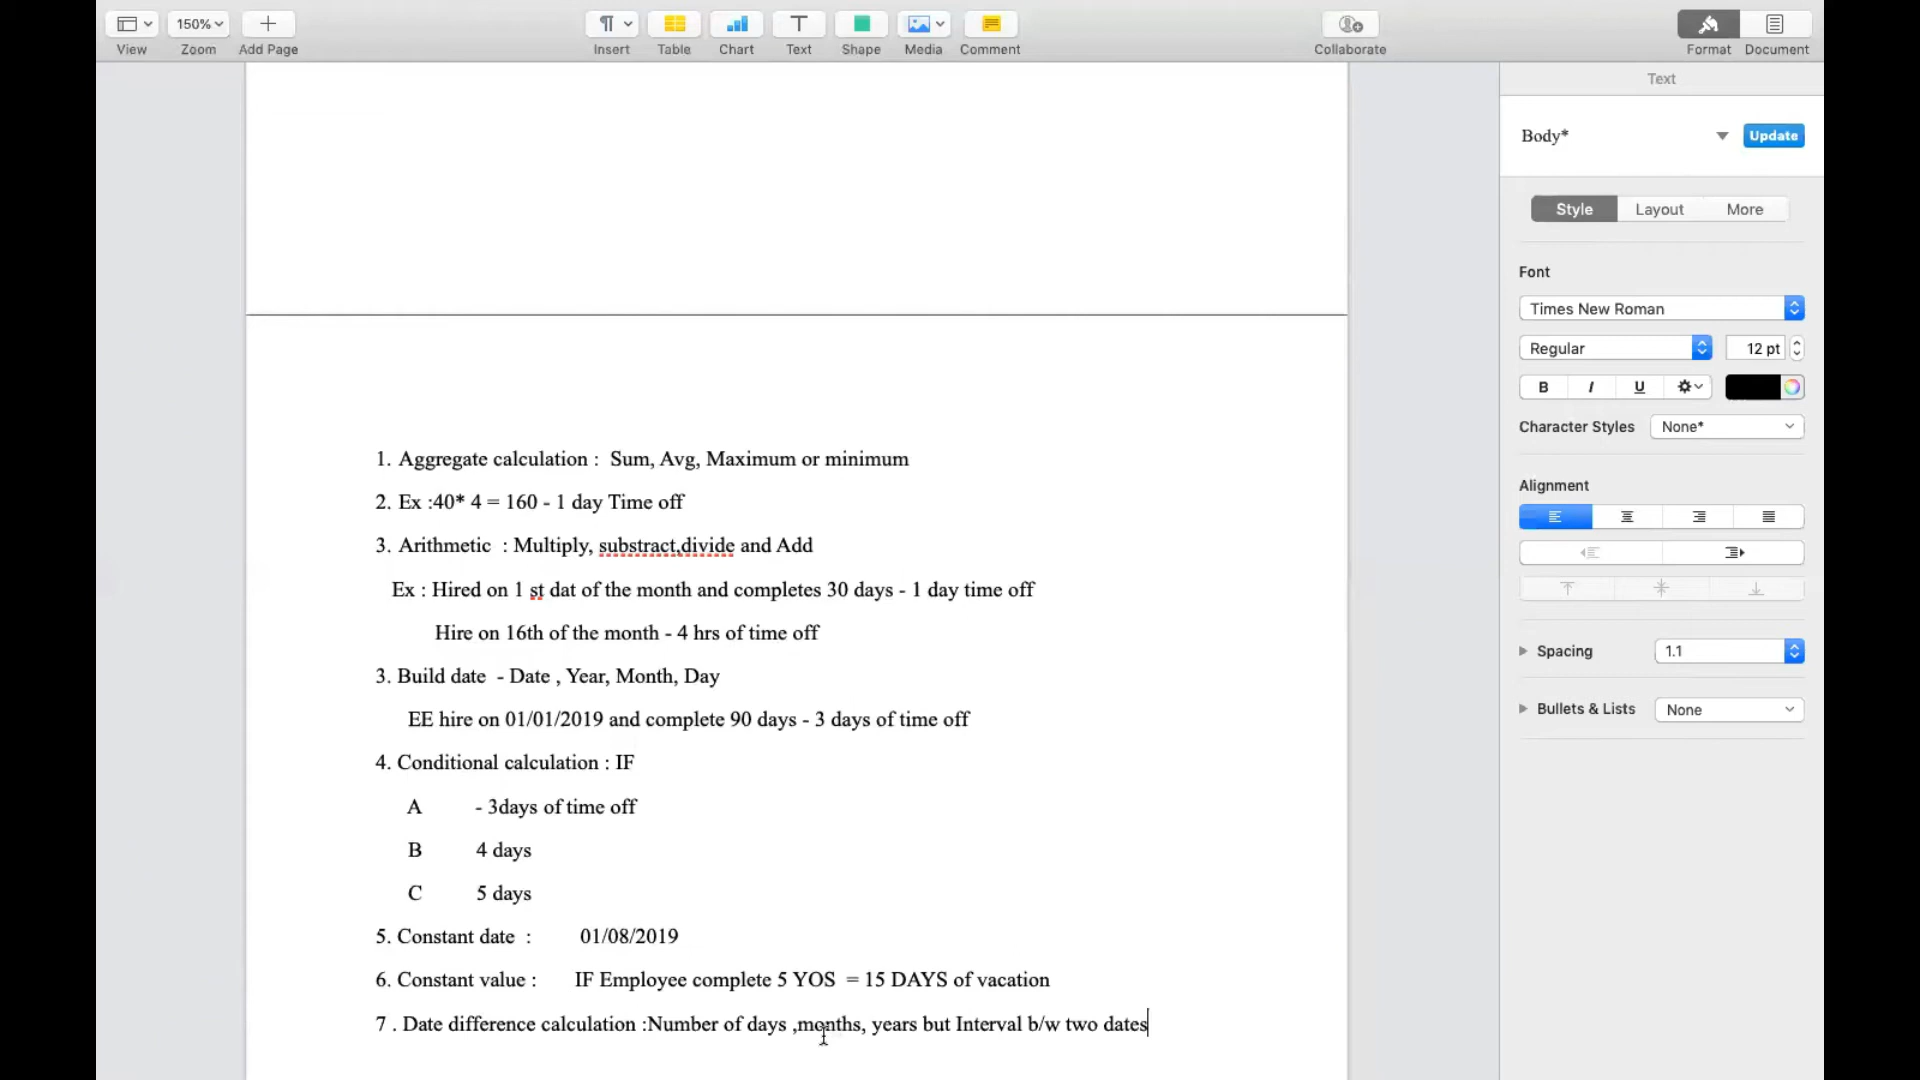 150%
View
Zoom
Add Page
Insert
Table
Chart
Text
Shape
Media
Comment
Collaborate
Format
Document
Text
Body*
Update
Style
Layout
More
Font
Times New Roman
Regular
12 pt
B
I
U
Character Styles
None*
Alignment
Spacing
1.1
Bullets & Lists
None
1. Aggregate calculation :  Sum, Avg, Maximum or minimum
2. Ex :40* 4 = 160 - 1 day Time off
3. Arithmetic  : Multiply, substract,divide and Add
Ex : Hired on 1 st dat of the month and completes 30 days - 1 day time off
Hire on 16th of the month - 4 hrs of time off
3. Build date  - Date , Year, Month, Day
EE hire on 01/01/2019 and complete 90 days - 3 days of time off
4. Conditional calculation : IF
A - 3days of time off
B 4 days
C 5 days
5. Constant date  : 01/08/2019
6. Constant value : IF Employee complete 5 YOS  = 15 DAYS of vacation
7 . Date difference calculation :Number of days ,months, years but Interval b/w two dates